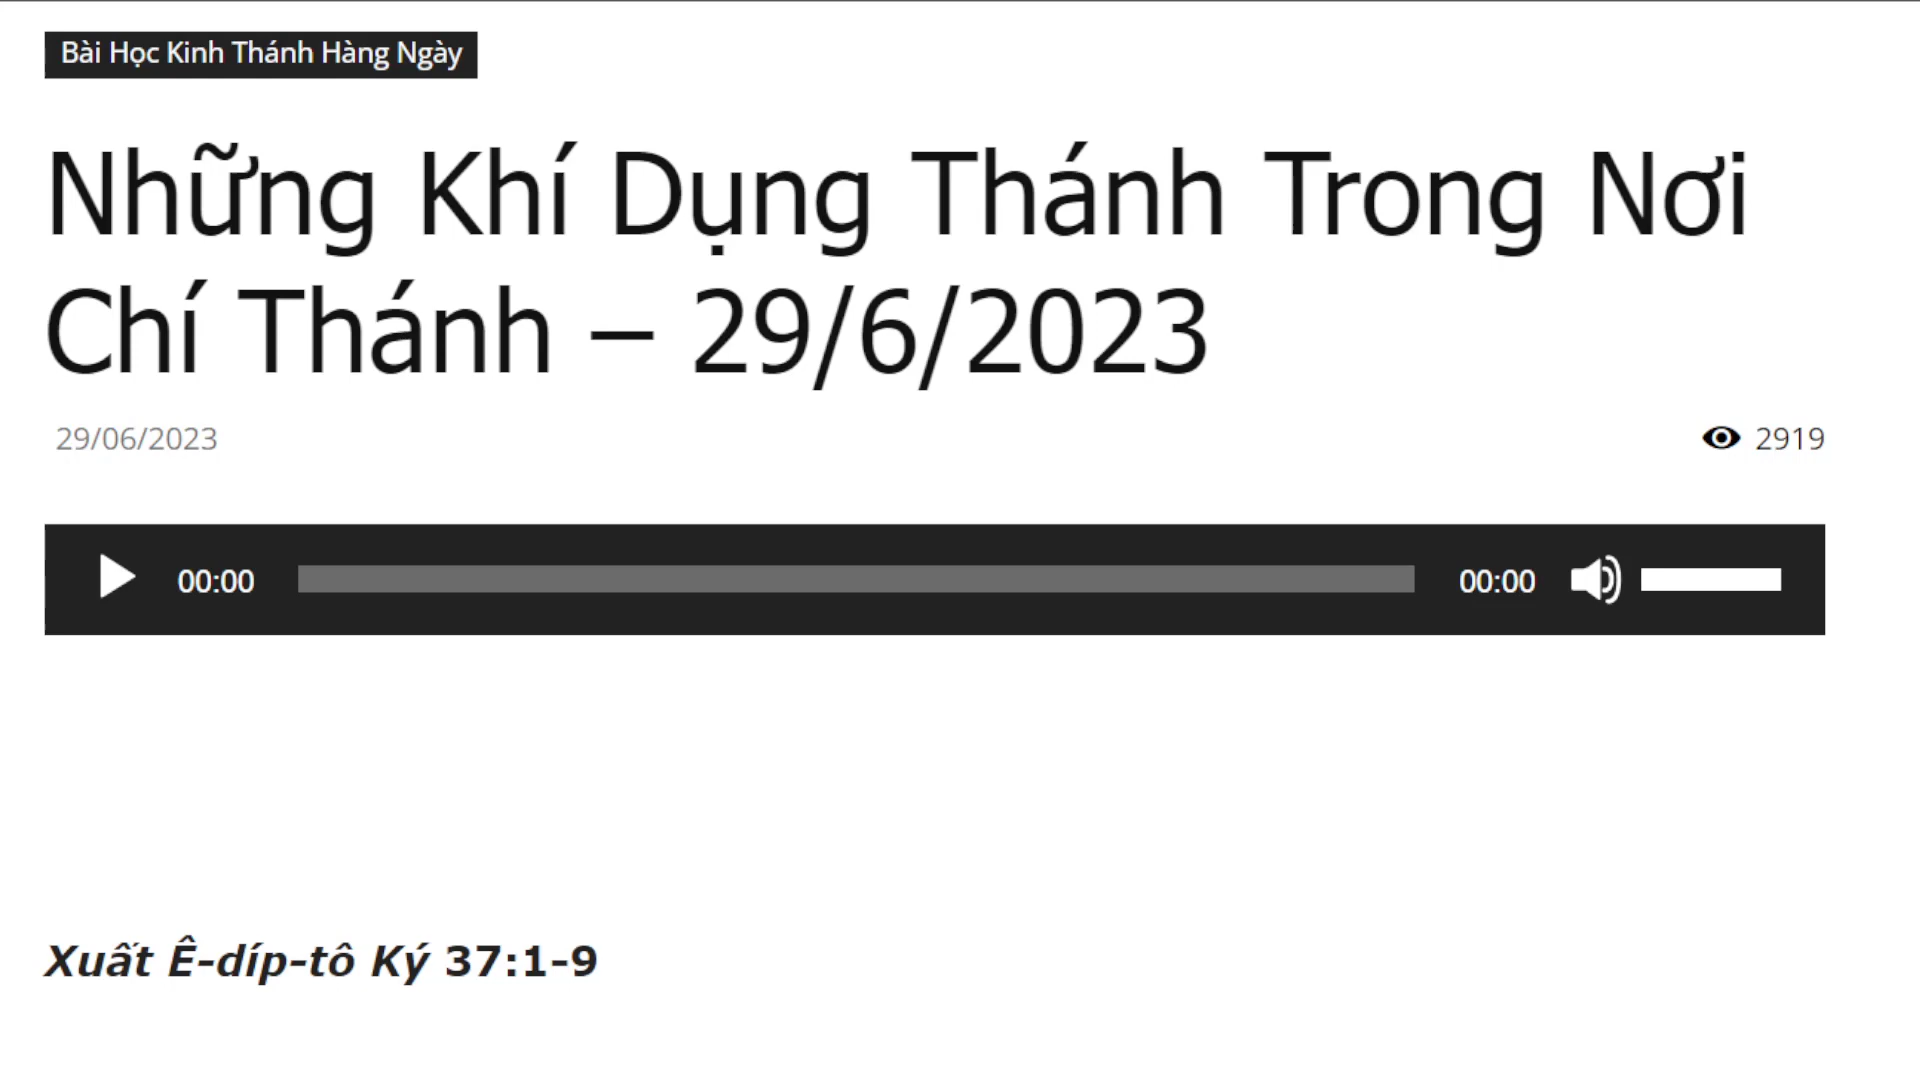 Bài Học Kinh Thánh Hàng Ngày
Những Khí Dụng Thánh Trong Nơi
Chí Thánh – 29/6/2023
29/06/2023 2919
00:00 00:00
Xuất Ê-díp-tô Ký 37:1-9